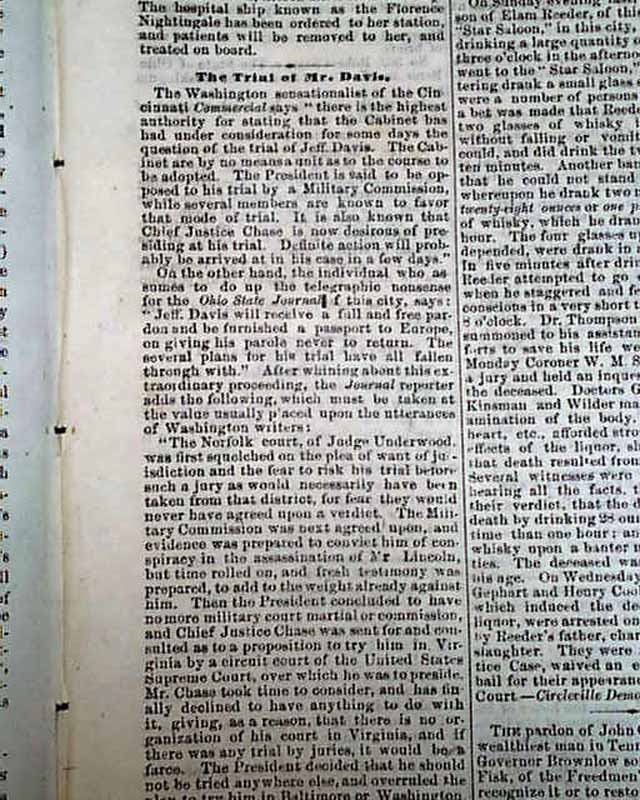 The hospital ship known as the Florence
Nightingale has been ordered to her station,
and patients will be removed to her, and
treated on board.
The Trial of Mr. Davis.
The Washington sensationalist of the Cin-
cinnati Commercial says "there is the highest
authority for stating that the Cabinet has
had under consideration for some days the
question of the trial of Jeff. Davis. The Cab-
inet are by no means a unit as to the course to
be adopted. The President is said to be op-
posed to his trial by a Military Commission,
while several members are known to favor
that mode of trial. It is also known that
Chief Justice Chase is now desirous of pre-
siding at his trial. Definite action will prob-
ably be arrived at in his case in a few days."
On the other hand, the individual who as-
sumes to do up the telegraphic nonsense
for the Ohio State Journal f this city, says:
"Jeff. Davis will receive a full and free par-
don and be furnished a passport to Europe,
on giving his parole never to return. The
several plans for his trial have all fallen
through with." After whining about this ex-
traordinary proceeding, the Journal reporter
adds the following, which must be taken at
the value usually placed upon the utterances
of Washington writers:
"The Norfolk court, of Judge Underwood,
was first squelched on the plea of want of ju-
isdiction and the fear to risk his trial before
such a jury as would necessarily have been
taken from that district, for fear they would
never have agreed upon a verdict. The Mili-
tary Commission was next agreed upon, and
evidence was prepared to convict him of con-
spiracy in the assassination of Mr Lincoln,
but time rolled on, and fresh testimony was
prepared, to add to the weight already against
him. Then the President concluded to have
no more military court martial or commission,
and Chief Justice Chase was sent for and con-
sulted as to a proposition to try him in Vir-
ginia by a circuit court of the United States
Supreme Court, over which he was to preside.
Mr. Chase took time to consider, and has fin-
ally declined to have anything to do with
it, giving, as a reason, that there is no or-
ganization of his court in Virginia, and if
there was any trial by juries, it would be a
farce. The President decided that he should
not be tried anywhere else, and overruled the
plan to try him in Baltimore or Washington
On Sunday evening
son of Elam Reeder, of thi
"Star Saloon," in this city,
drinking a large quantity o
three o'clock in the afterno
went to the "Star Saloon,"
tering drank a small glass
were a number of persons
a bet was made that Reede
two glasses of whisky
without falling or vomit
could, and did drink the tw
ten minutes. Another bar
that he could not stand
whereupon he drank two
twenty-eight ounces or one p
of whisky, which he dran
hour. The four glasses up
depended, were drank in
In five minutes after drin
Reeder attempted to go
when he staggared and fe
conscious in a very short
8 o'clock. Dr. Thompson
summoned to his assistan
forts to save his life we
Monday Coroner W. M. S
a jury and held an inques
the deceased. Doctors G
Kinsman and Wilder ma
amination of the body.
heart, etc., afforded stro
effects of the liquor, sh
that death resulted from
Several witnesses were
hearing all the facts,
their verdict, that the d
death by drinking 28 oun
time than one hour; an
whisky upon a banter
ties. The deceased wa
his age. On Wednesday
Gephart and Henry Coo
which induced the de
liquor, were arrested on
by Reeder's father, char
slaughter. They were
tice Case, waived an e
bail for their appearan
Court —Circleville Demo
THE pardon of John
wealthiest man in Tenn
Governor Brownlow so
Fisk, of the Freedmen
recognize it or to resto